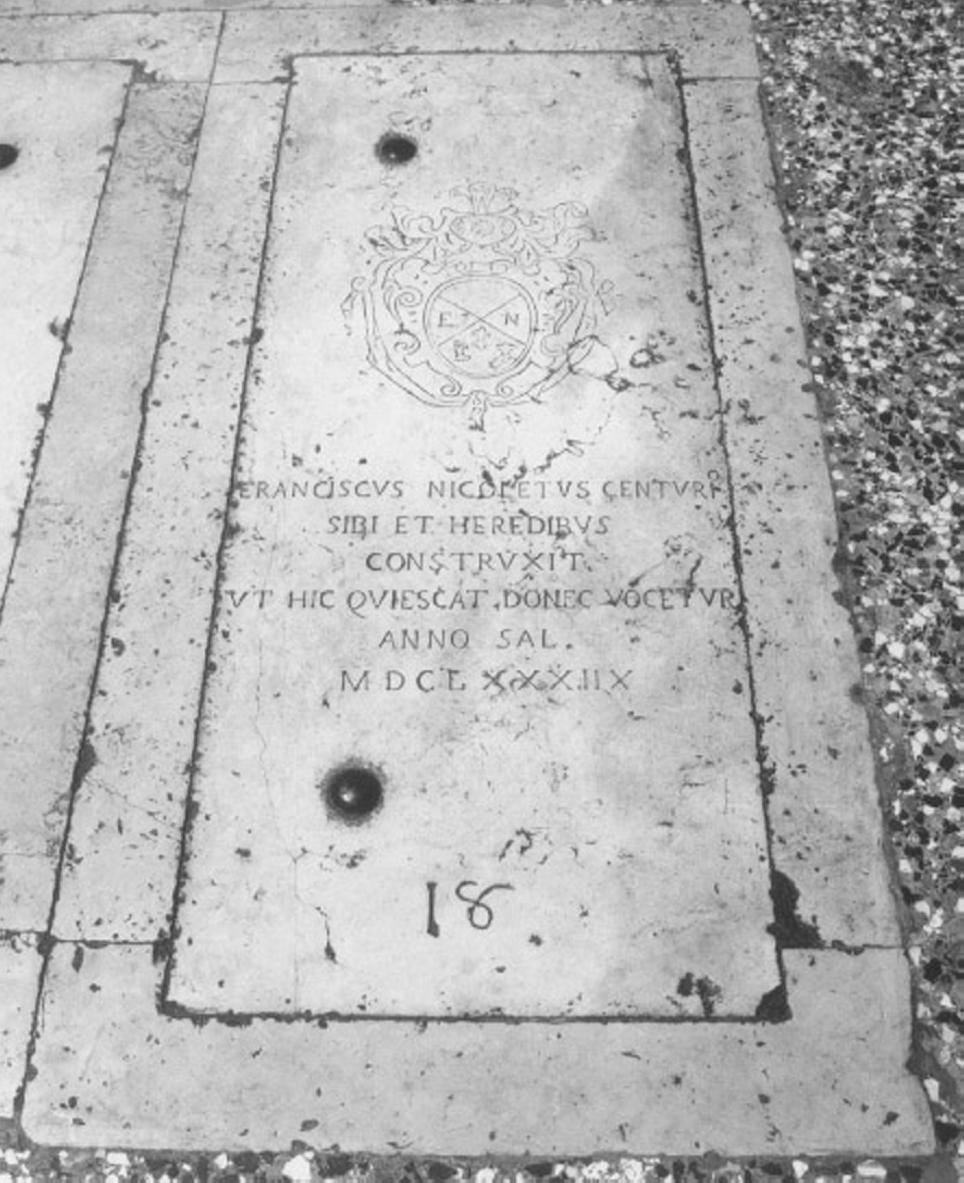 E N
FRANCISCVS NICOLETVS CENTVRI
SIBI ET HEREDIBVS
CONSTRVXIT.
VT HIC QVIESCAT, DONEC VOCETVR
ANNO SAL.
MDCLXXXIIX
18